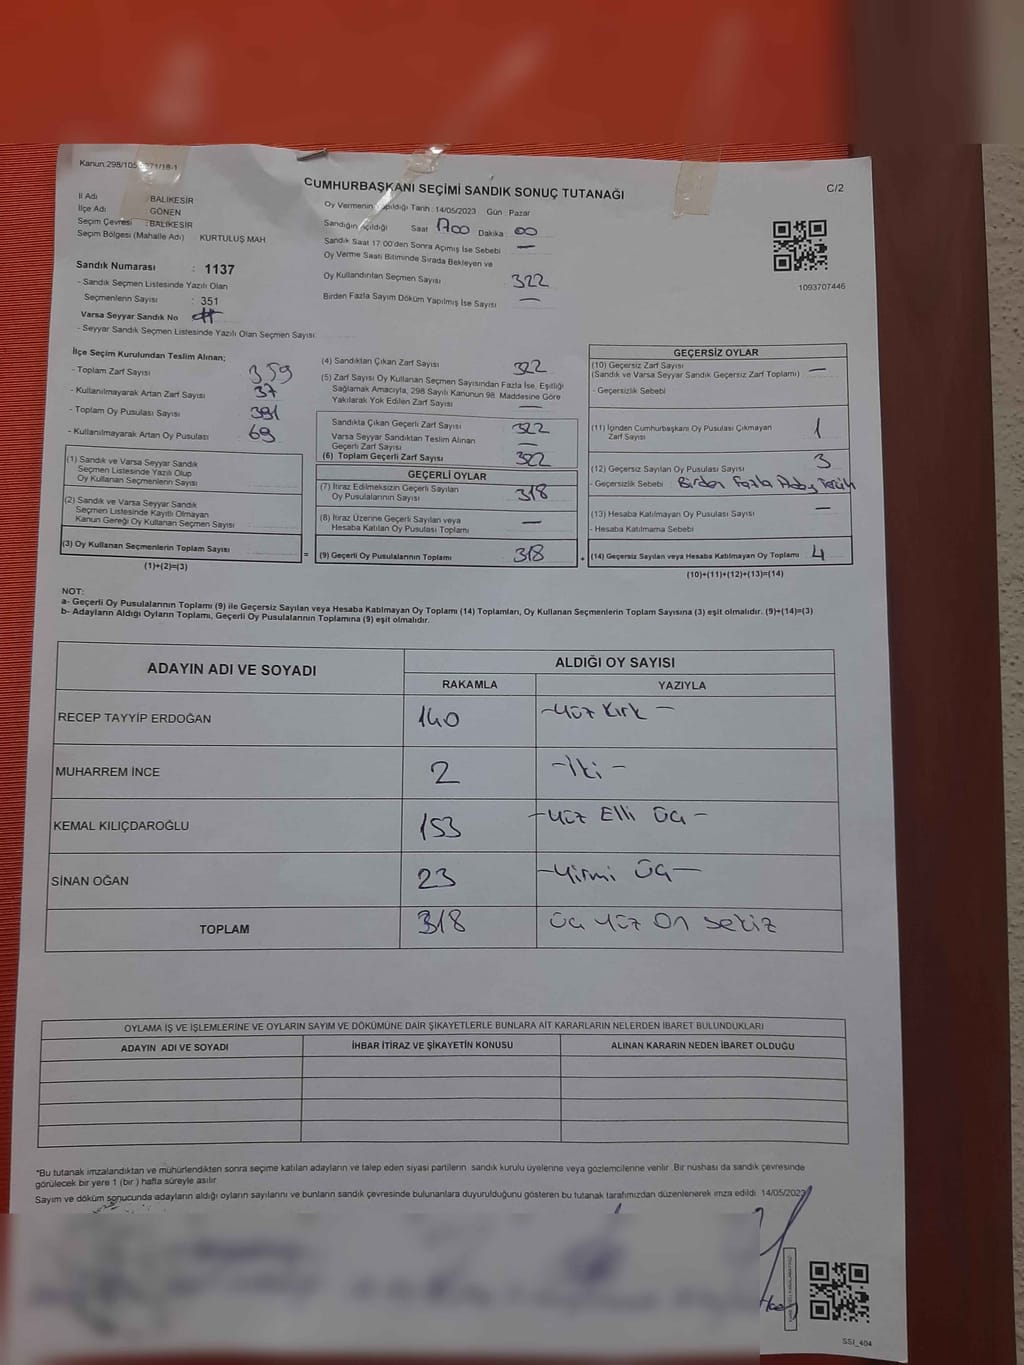 Kanun:298/105 271/18-1
CUMHURBAŞKANI SEÇİMİ SANDIK SONUÇ TUTANAĞI
C/2
İl Adı : BALIKESİR
İlçe Adı : GÖNEN
Seçim Çevresi : BALIKESİR
Seçim Bölgesi (Mahalle Adı) KURTULUŞ MAH
Sandık Numarası : 1137
- Sandık Seçmen Listesinde Yazılı Olan
Seçmenlerin Sayısı : 351
Varsa Seyyar Sandık No
- Seyyar Sandık Seçmen Listesinde Yazılı Olan Seçmen Sayısı:
Oy Vermenin Yapıldığı Tarih :14/05/2023 Gün : Pazar
Sandığın Açıldığı Saat 1700 Dakika : 00
Sandık Saat 17:00'den Sonra Açımış İse Sebebi —
Oy Verme Saati Bitiminde Sırada Bekleyen ve
Oy Kullandırılan Seçmen Sayısı 322
Birden Fazla Sayım Döküm Yapılmış İse Sayısı —
1093707446
İlçe Seçim Kurulundan Teslim Alınan;
- Toplam Zarf Sayısı 359
- Kullanılmayarak Artan Zarf Sayısı 37
- Toplam Oy Pusulası Sayısı 391
- Kullanılmayarak Artan Oy Pusulası 69
(1) Sandık ve Varsa Seyyar Sandık
Seçmen Listesinde Yazılı Olup
Oy Kullanan Seçmenlerin Sayısı
(2) Sandık ve Varsa Seyyar Sandık
Seçmen Listesinde Kayıtlı Olmayan
Kanun Gereği Oy Kullanan Seçmen Sayısı
(3) Oy Kullanan Seçmenlerin Toplam Sayısı
(1)+(2)=(3)
=
(4) Sandıktan Çıkan Zarf Sayısı 322
(5) Zarf Sayısı Oy Kullanan Seçmen Sayısından Fazla İse, Eşitliği
Sağlamak Amacıyla, 298 Sayılı Kanunun 98. Maddesine Göre
Yakılarak Yok Edilen Zarf Sayısı —
Sandıkta Çıkan Geçerli Zarf Sayısı 322
Varsa Seyyar Sandıktan Teslim Alınan
Geçerli Zarf Sayısı —
(6) Toplam Geçerli Zarf Sayısı 322
GEÇERLİ OYLAR
(7) İtiraz Edilmeksizin Geçerli Sayılan
Oy Pusulalarının Sayısı 318
(8) İtiraz Üzerine Geçerli Sayılan veya
Hesaba Katılan Oy Pusulası Toplamı —
(9) Geçerli Oy Pusulalarının Toplamı 318
GEÇERSİZ OYLAR
(10) Geçersiz Zarf Sayısı
(Sandık ve Varsa Seyyar Sandık Geçersiz Zarf Toplamı) —
- Geçersizlik Sebebi
(11) İçinden Cumhurbaşkanı Oy Pusulası Çıkmayan
Zarf Sayısı 1
(12) Geçersiz Sayılan Oy Pusulası Sayısı 3
- Geçersizlik Sebebi : Birden Fazla Aday Tercih
(13) Hesaba Katılmayan Oy Pusulası Sayısı —
- Hesaba Katılmama Sebebi
(14) Geçersiz Sayılan veya Hesaba Katılmayan Oy Toplamı 4
(10)+(11)+(12)+(13)=(14)
NOT:
a- Geçerli Oy Pusulalarının Toplamı (9) ile Geçersiz Sayılan veya Hesaba Katılmayan Oy Toplamı (14) Toplamları, Oy Kullanan Seçmenlerin Toplam Sayısına (3) eşit olmalıdır. (9)+(14)=(3)
b- Adayların Aldığı Oyların Toplamı, Geçerli Oy Pusulalarının Toplamına (9) eşit olmalıdır.
ADAYIN ADI VE SOYADI ALDIĞI OY SAYISI
RAKAMLA YAZIYLA
RECEP TAYYİP ERDOĞAN 140 -Yüz Kırk-
MUHARREM İNCE 2 -İki-
KEMAL KILIÇDAROĞLU 153 -Yüz Elli Üç-
SİNAN OĞAN 23 -Yirmi Üç-
TOPLAM 318 Üç Yüz On Sekiz
OYLAMA İŞ VE İŞLEMLERİNE VE OYLARIN SAYIM VE DÖKÜMÜNE DAİR ŞİKAYETLERLE BUNLARA AİT KARARLARIN NELERDEN İBARET BULUNDUKLARI
ADAYIN ADI VE SOYADI İHBAR İTİRAZ VE ŞİKAYETİN KONUSU ALINAN KARARIN NEDEN İBARET OLDUĞU
*Bu tutanak imzalandıktan ve mühürlendikten sonra seçime katılan adayların ve talep eden siyasi partilerin sandık kurulu üyelerine veya gözlemcilerine verilir. Bir nüshası da sandık çevresinde
görülecek bir yere 1 (bir ) hafta süreyle asılır.
Sayım ve döküm sonucunda adayların aldığı oyların sayılarını ve bunların sandık çevresinde bulunanlara duyurulduğunu gösteren bu tutanak tarafımızdan düzenlenerek imza edildi. 14/05/2023
SSI_404